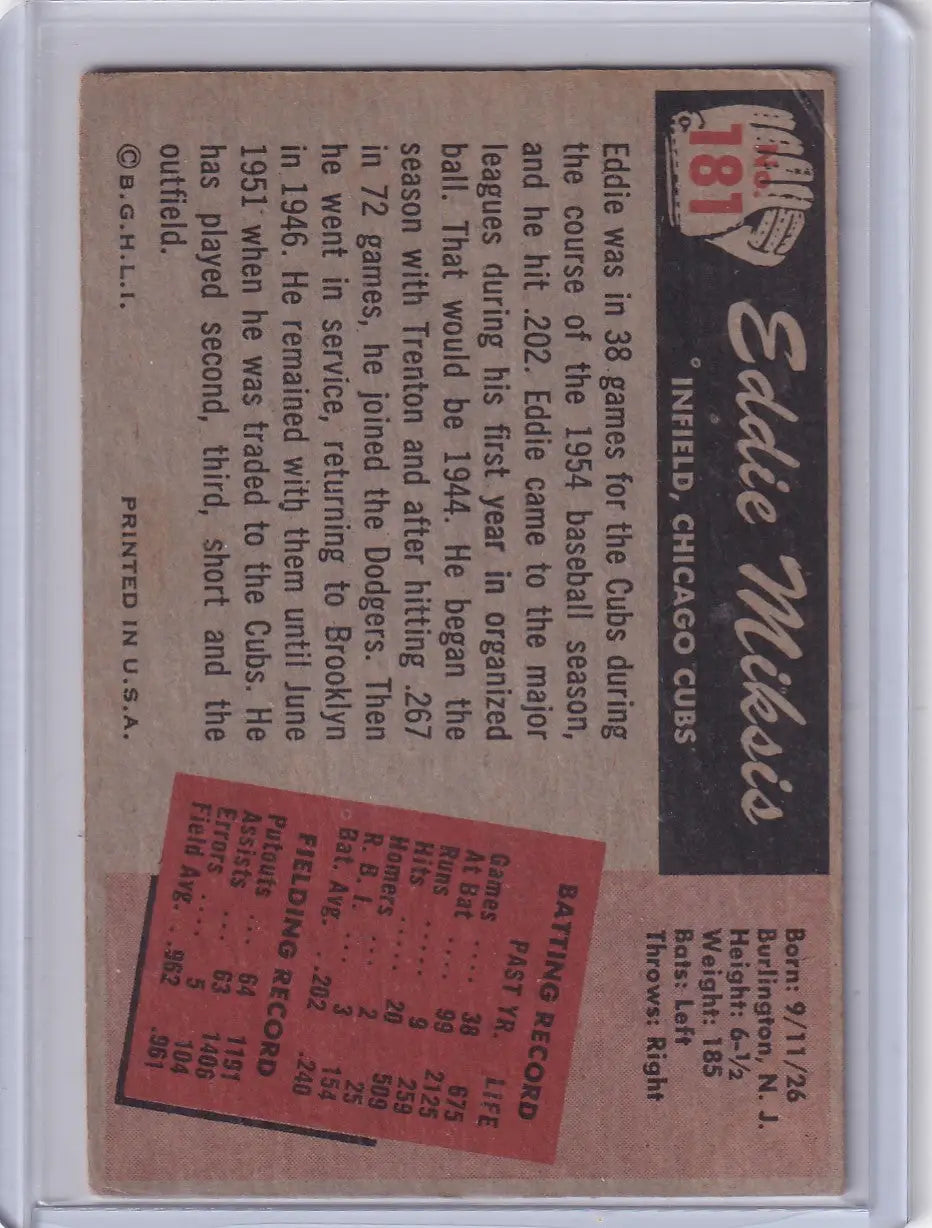 No.
181
Eddie Miksis
INFIELD, CHICAGO CUBS
Born: 9/11/26
Burlington, N. J.
Height: 6-½
Weight: 185
Bats: Left
Throws: Right
Eddie was in 38 games for the Cubs during
the course of the 1954 baseball season,
and he hit .202. Eddie came to the major
leagues during his first year in organized
ball. That would be 1944. He began the
season with Trenton and after hitting .267
in 72 games, he joined the Dodgers. Then
he went in service, returning to Brooklyn
in 1946. He remained with them until June
1951 when he was traded to the Cubs. He
has played second, third, short and the
outfield.
BATTING RECORD
PAST YR. LIFE
Games .... 38 675
At Bat .... 99 2125
Runs .... 9 259
Hits ..... 20 509
Homers ..... 2 25
R. B. I. ... 3 154
Bat. Avg. ... .202 .240
FIELDING RECORD
Putouts ... 64 1191
Assists ... 63 1406
Errors .... 5 104
Field Avg. . .962 .961
©B.G.H.L.I. PRINTED IN U.S.A.